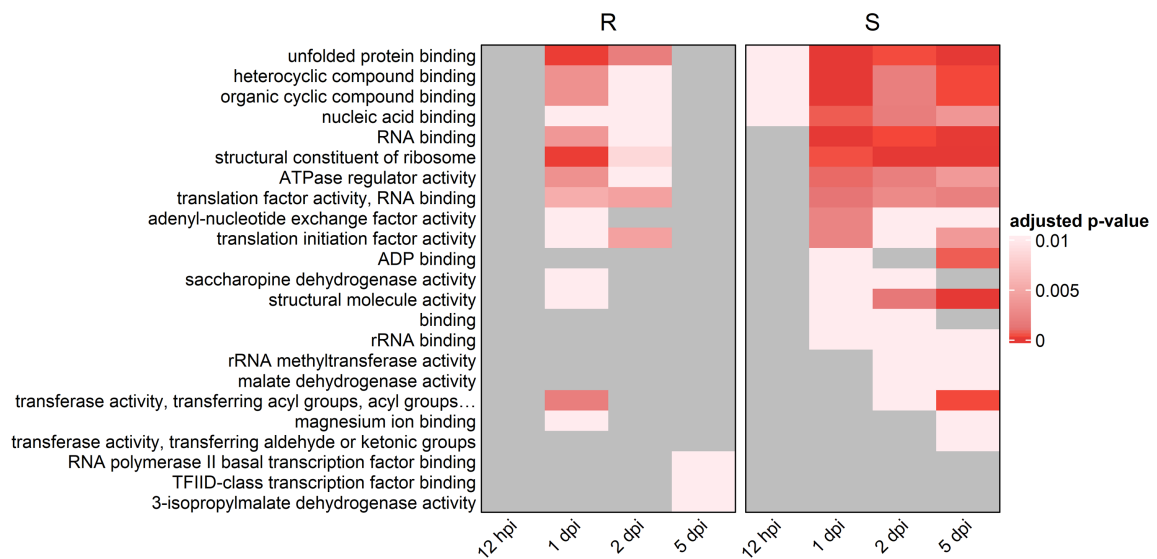 R S
unfolded protein binding
heterocyclic compound binding
organic cyclic compound binding
nucleic acid binding
RNA binding
structural constituent of ribosome
ATPase regulator activity
translation factor activity, RNA binding
adenyl-nucleotide exchange factor activity
translation initiation factor activity
ADP binding
saccharopine dehydrogenase activity
structural molecule activity
binding
rRNA binding
rRNA methyltransferase activity
malate dehydrogenase activity
transferase activity, transferring acyl groups, acyl groups…
magnesium ion binding
transferase activity, transferring aldehyde or ketonic groups
RNA polymerase II basal transcription factor binding
TFIID-class transcription factor binding
3-isopropylmalate dehydrogenase activity
12 hpi 1 dpi 2 dpi 5 dpi 12 hpi 1 dpi 2 dpi 5 dpi
adjusted p-value
0.01
0.005
0